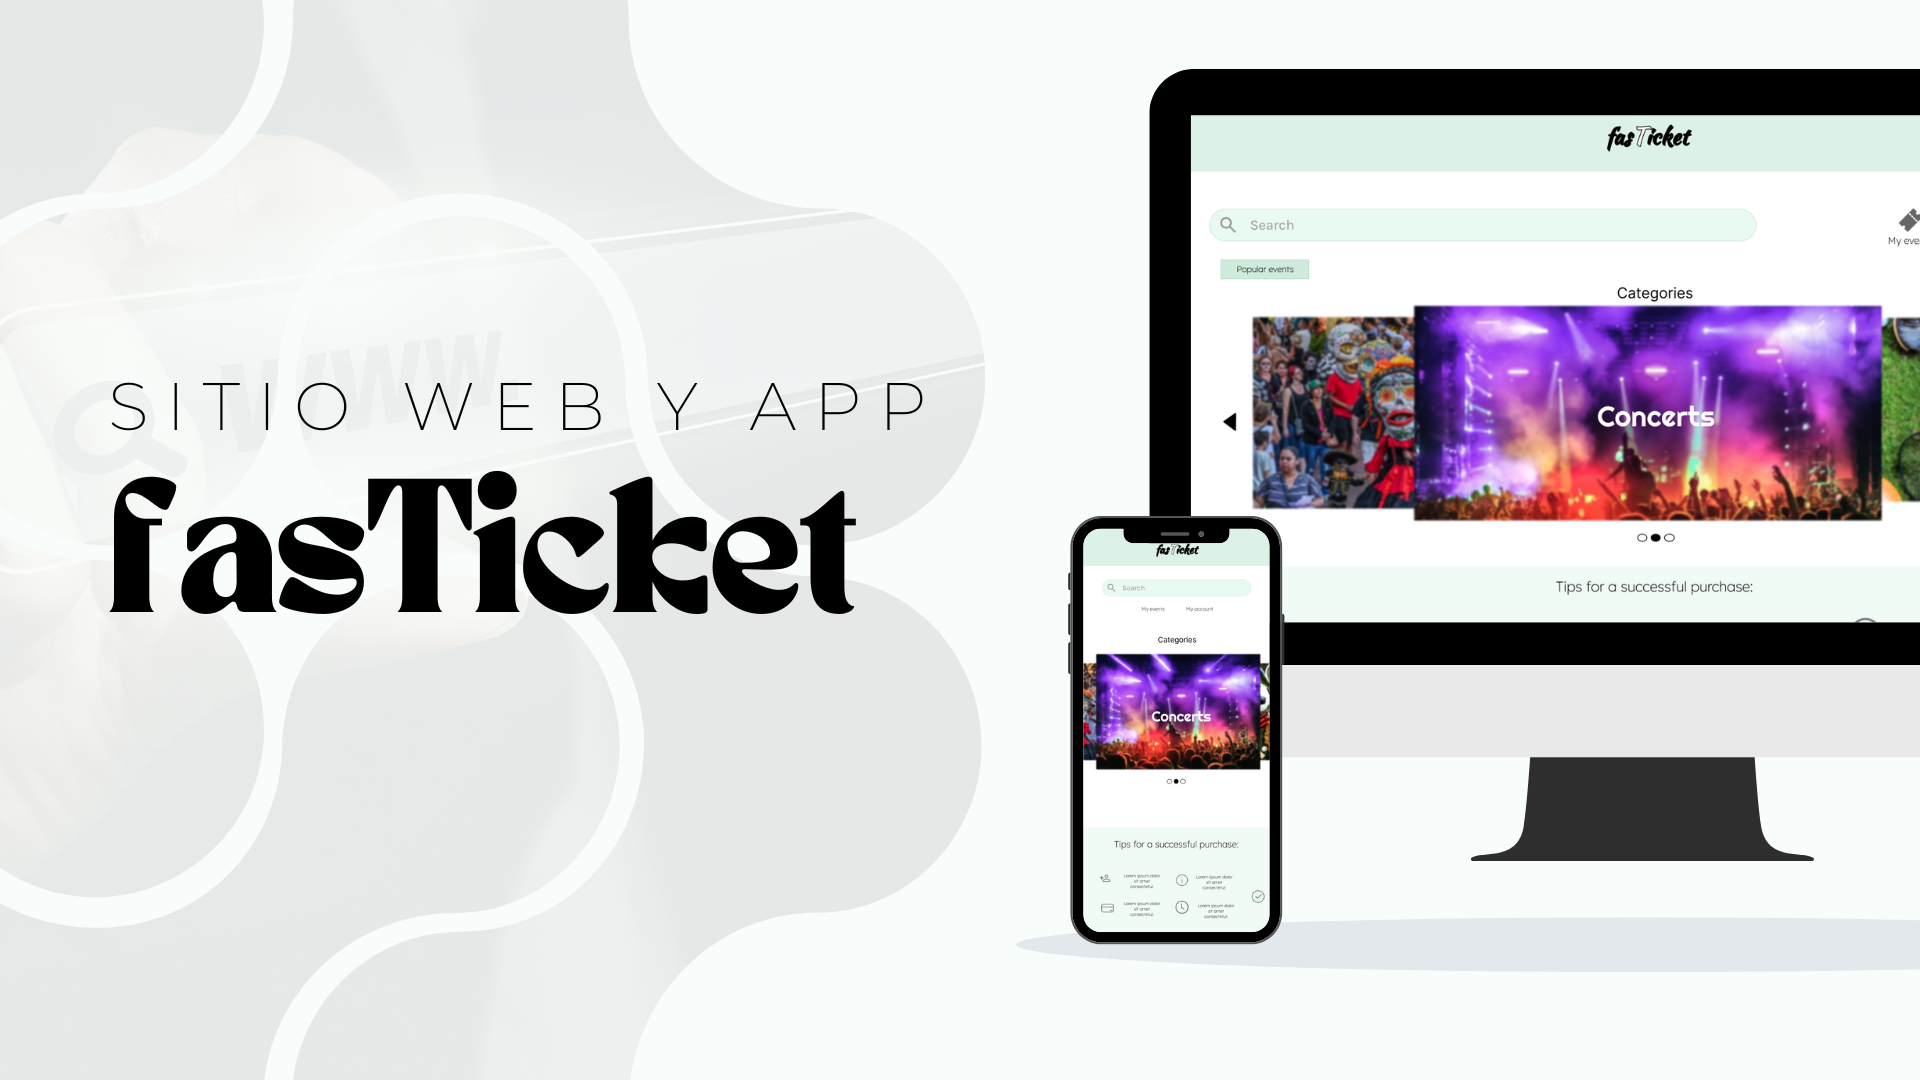 WWW
SITIO WEB Y APP
fasTicket
fasTicket
Search
My eve
Popular events
Categories
Concerts
Tips for a successful purchase:
fasTicket
Search
My events My account
Categories
Concerts
Tips for a successful purchase:
Lorem ipsum dolor
sit amet
consectetur
Lorem ipsum dolor
sit amet
consectetur
Lorem ipsum dolor
sit amet
consectetur
Lorem ipsum dolor
sit amet
consectetur